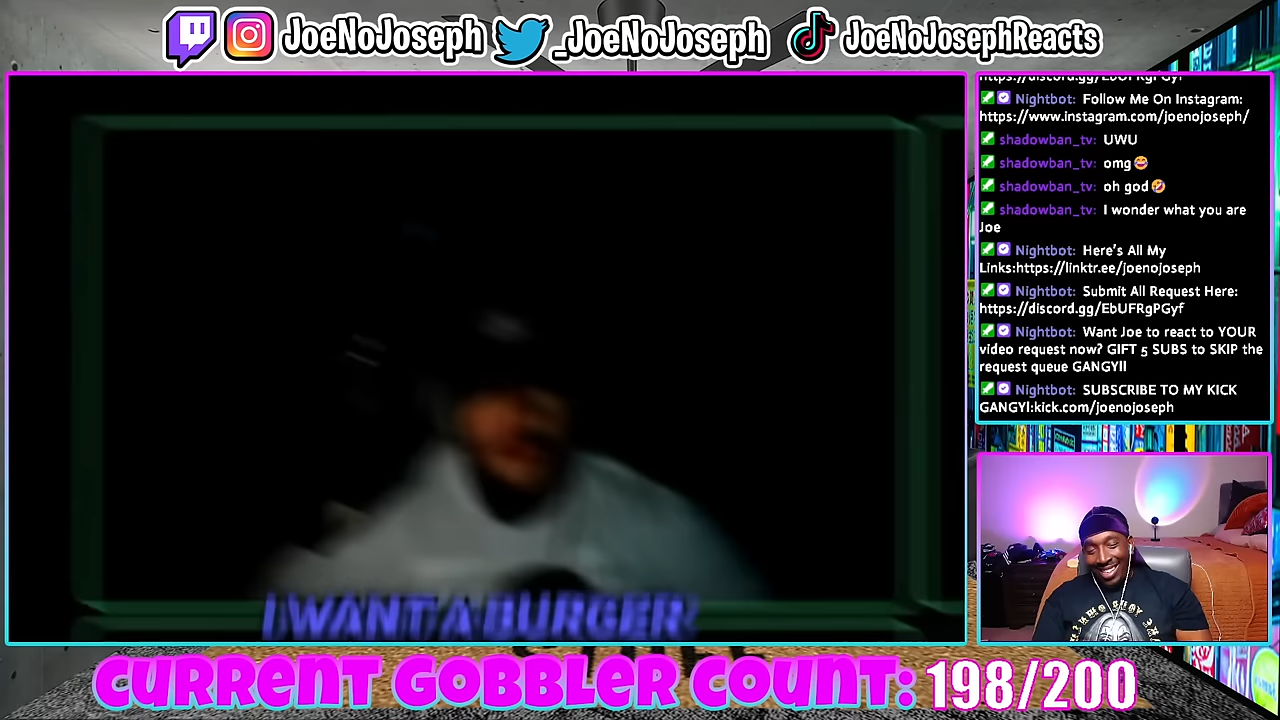 JoeNoJoseph _JoeNoJoseph JoeNoJosephReacts
https://discord.gg/EbUFRgPGyf
Nightbot: Follow Me On Instagram:
https://www.instagram.com/joenojoseph/
shadowban_tv: UWU
shadowban_tv: omg😂
shadowban_tv: oh god🤣
shadowban_tv: I wonder what you are
Joe
Nightbot: Here's All My
Links:https://linktr.ee/joenojoseph
Nightbot: Submit All Request Here:
https://discord.gg/EbUFRgPGyf
Nightbot: Want Joe to react to YOUR
video request now? GIFT 5 SUBS to SKIP the
request queue GANGY!!
Nightbot: SUBSCRIBE TO MY KICK
GANGY!:kick.com/joenojoseph
I WANT A BURGER
CURRENT GOBBLER COUNT: 198/200